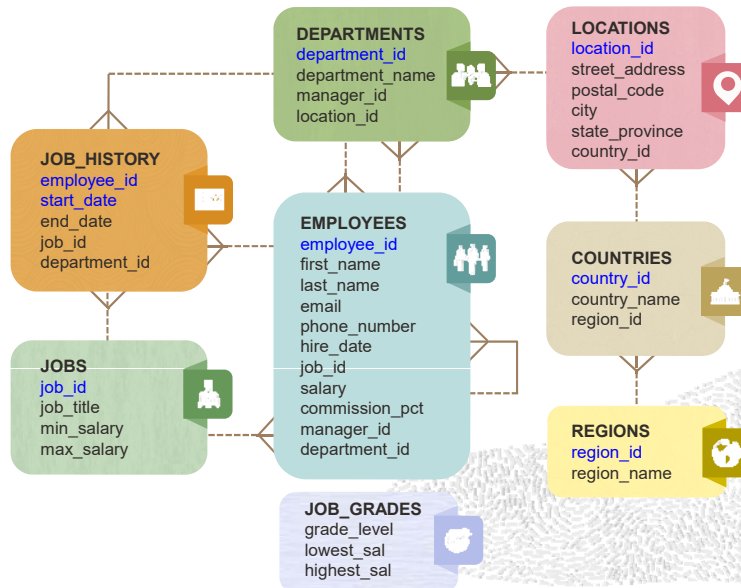 DEPARTMENTS
department_id
department_name
manager_id
location_id
LOCATIONS
location_id
street_address
postal_code
city
state_province
country_id
JOB_HISTORY
employee_id
start_date
end_date
job_id
department_id
EMPLOYEES
employee_id
first_name
last_name
email
phone_number
hire_date
job_id
salary
commission_pct
manager_id
department_id
COUNTRIES
country_id
country_name
region_id
JOBS
job_id
job_title
min_salary
max_salary
REGIONS
region_id
region_name
JOB_GRADES
grade_level
lowest_sal
highest_sal